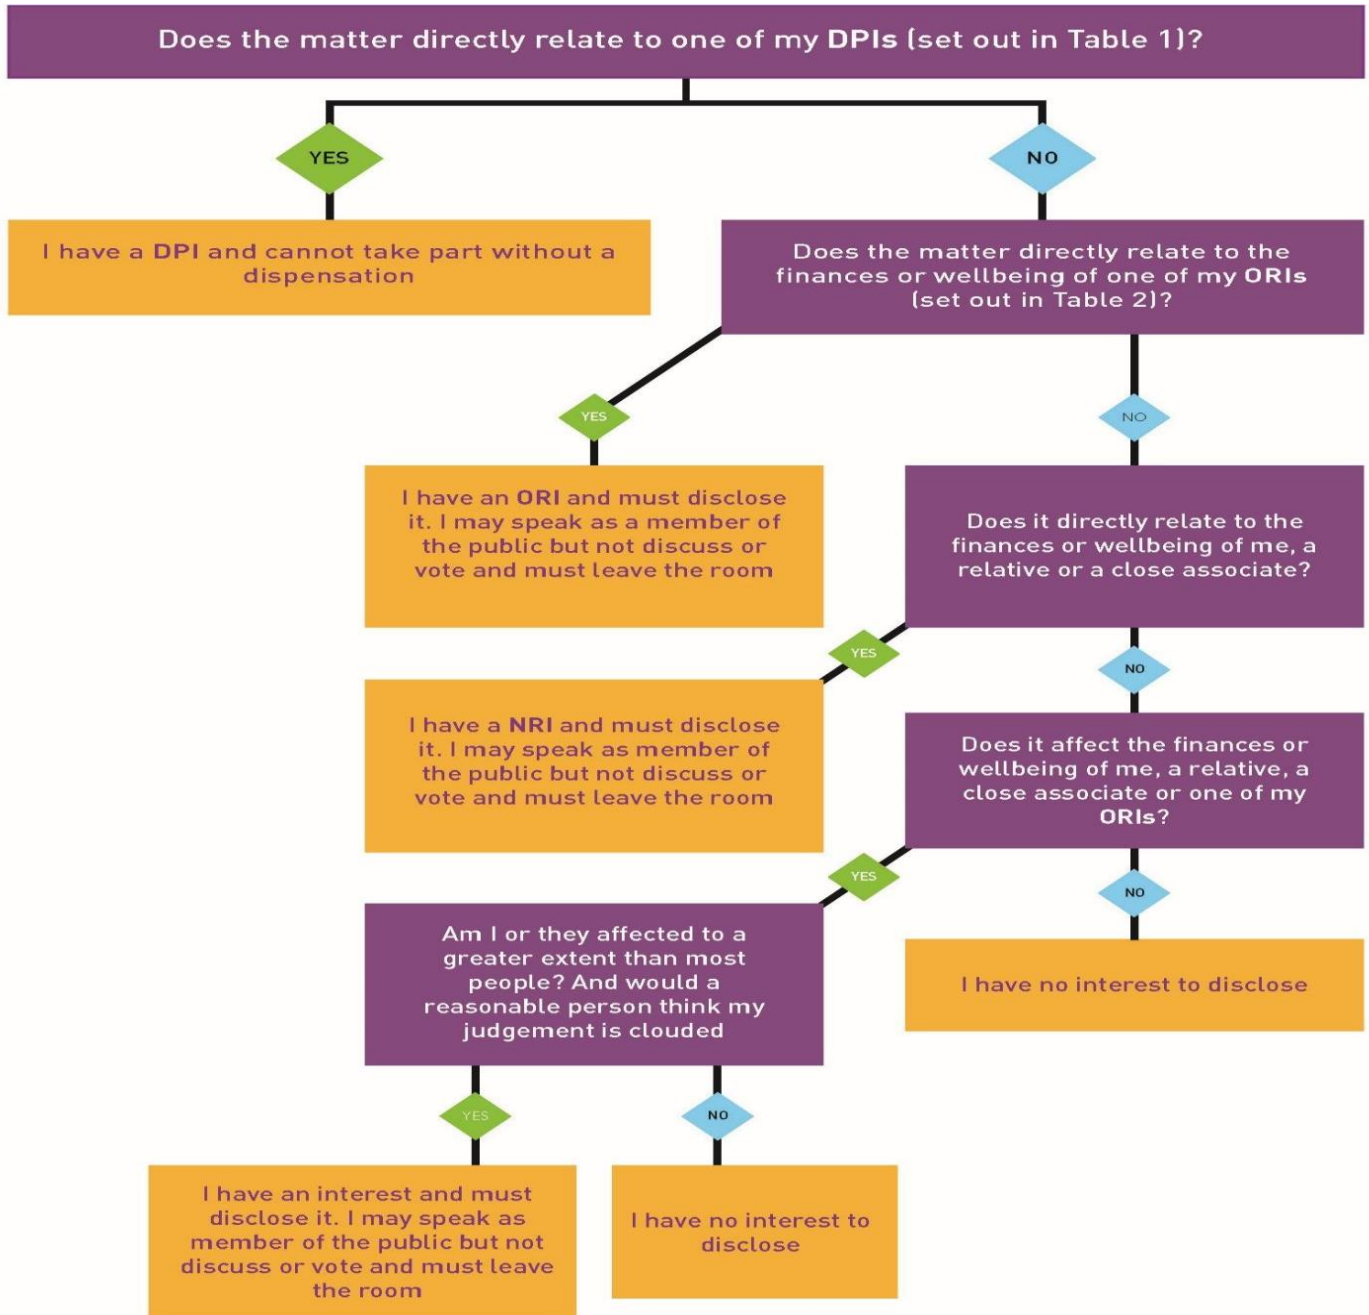 Does the matter directly relate to one of my DPIs (set out in Table 1)?
YES
NO
I have a DPI and cannot take part without a
dispensation
Does the matter directly relate to the
finances or wellbeing of one of my ORIs
(set out in Table 2)?
YES
NO
I have an ORI and must disclose
it. I may speak as a member of
the public but not discuss or
vote and must leave the room
Does it directly relate to the
finances or wellbeing of me, a
relative or a close associate?
YES
NO
I have a NRI and must disclose
it. I may speak as member of
the public but not discuss or
vote and must leave the room
Does it affect the finances or
wellbeing of me, a relative, a
close associate or one of my
ORIs?
YES
NO
Am I or they affected to a
greater extent than most
people? And would a
reasonable person think my
judgement is clouded
I have no interest to disclose
YES
NO
I have an interest and must
disclose it. I may speak as
member of the public but not
discuss or vote and must leave
the room
I have no interest to
disclose